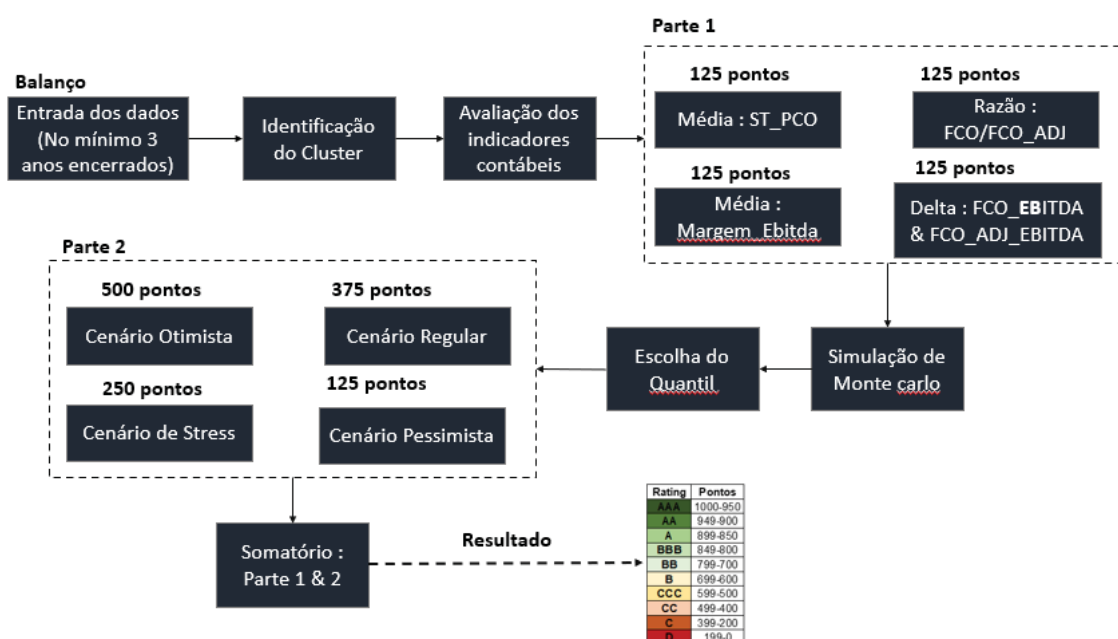 Balanço
Entrada dos dados
(No mínimo 3
anos encerrados)
Identificação
do Cluster
Avaliação dos
indicadores
contábeis
Parte 1
125 pontos
Média : ST_PCO
125 pontos
Razão :
FCO/FCO_ADJ
125 pontos
Média :
Margem_Ebitda
125 pontos
Delta : FCO_EBITDA
& FCO_ADJ_EBITDA
Simulação de
Monte carlo
Escolha do
Quantil
Parte 2
500 pontos
Cenário Otimista
375 pontos
Cenário Regular
250 pontos
Cenário de Stress
125 pontos
Cenário Pessimista
Somatório :
Parte 1 & 2
Resultado
Rating Pontos
AAA 1000-950
AA 949-900
A 899-850
BBB 849-800
BB 799-700
B 699-600
CCC 599-500
CC 499-400
C 399-200
D 199-0